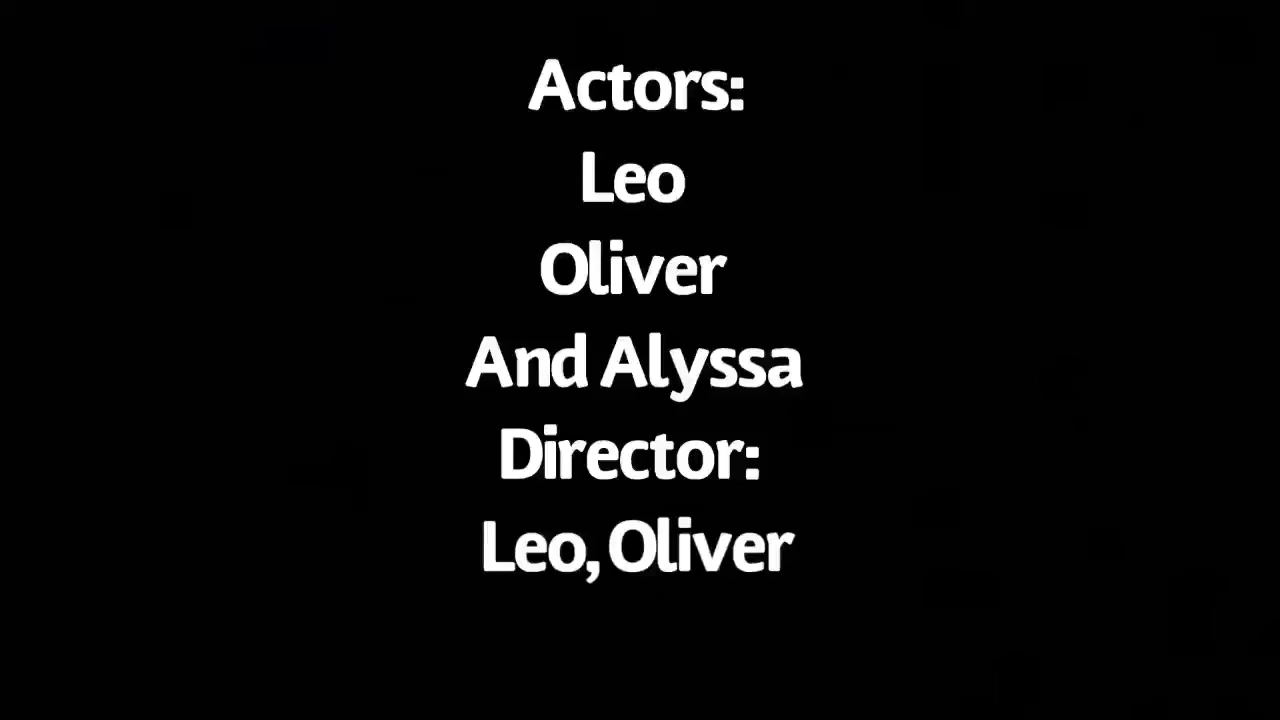 Actors:
Leo
Oliver
And Alyssa
Director:
Leo, Oliver